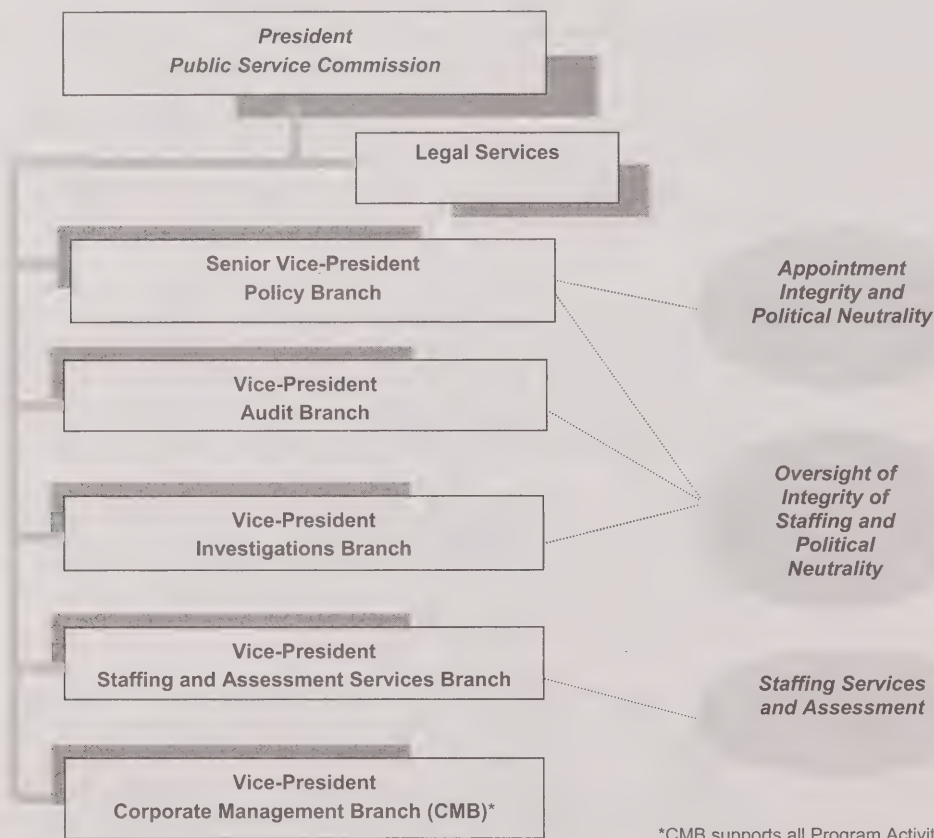 President
Public Service Commission
Legal Services
Senior Vice-President
Policy Branch
Appointment
Integrity and
Political Neutrality
Vice-President
Audit Branch
Oversight of
Integrity of
Staffing and
Political
Neutrality
Vice-President
Investigations Branch
Vice-President
Staffing and Assessment Services Branch
Staffing Services
and Assessment
Vice-President
Corporate Management Branch (CMB)*
*CMB supports all Program